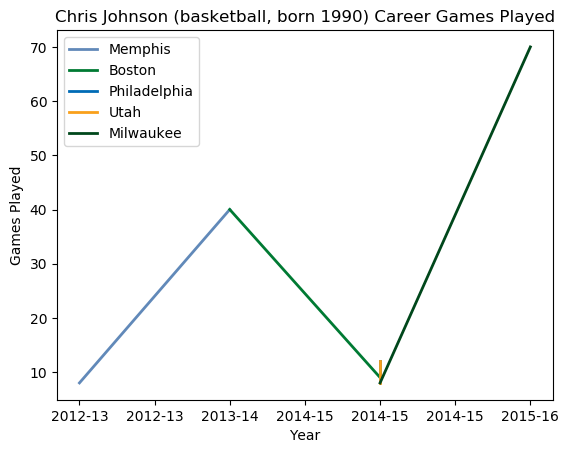 Chris Johnson (basketball, born 1990) Career Games Played
Memphis
Boston
Philadelphia
Utah
Milwaukee
70
60
50
40
30
20
10
Games Played
2012-13 2012-13 2013-14 2014-15 2014-15 2014-15 2015-16
Year